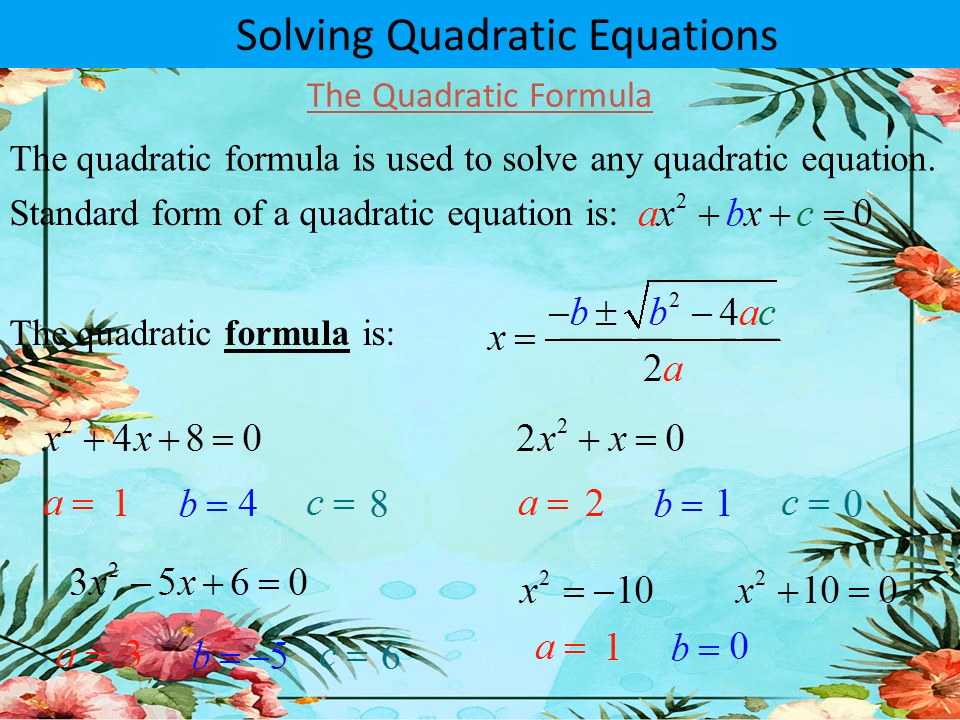 Solving Quadratic Equations
The Quadratic Formula
The quadratic formula is used to solve any quadratic equation.
Standard form of a quadratic equation is: ax² + bx + c = 0
The quadratic formula is: x = (−b ± √(b² − 4ac)) / 2a
x² + 4x + 8 = 0
a = 1 b = 4 c = 8
2x² + x = 0
a = 2 b = 1 c = 0
3x² − 5x + 6 = 0
a = 3 b = −5 c = 6
x² = −10 x² + 10 = 0
a = 1 b = 0